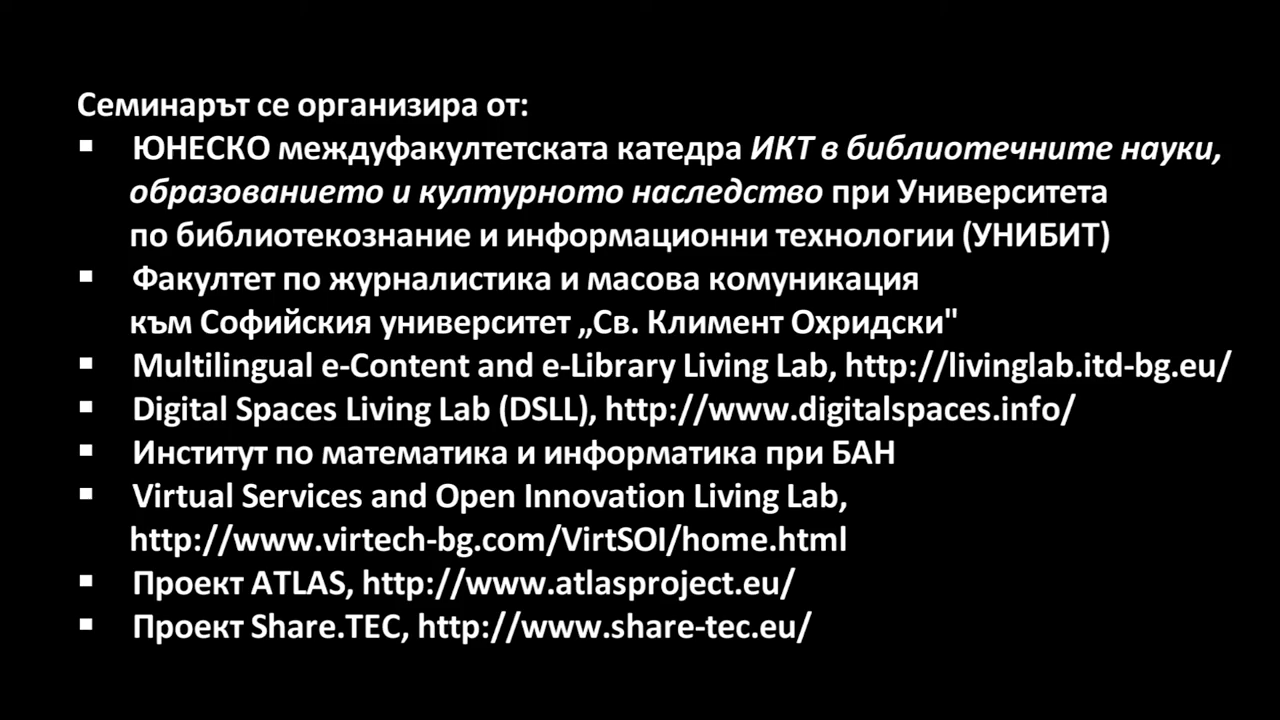 Семинарът се организира от:
▪ ЮНЕСКО междуфакултетската катедра ИКТ в библиотечните науки,
образованието и културното наследство при Университета
по библиотекознание и информационни технологии (УНИБИТ)
▪ Факултет по журналистика и масова комуникация
към Софийския университет „Св. Климент Охридски"
▪ Multilingual e-Content and e-Library Living Lab, http://livinglab.itd-bg.eu/
▪ Digital Spaces Living Lab (DSLL), http://www.digitalspaces.info/
▪ Институт по математика и информатика при БАН
▪ Virtual Services and Open Innovation Living Lab,
http://www.virtech-bg.com/VirtSOI/home.html
▪ Проект ATLAS, http://www.atlasproject.eu/
▪ Проект Share.TEC, http://www.share-tec.eu/